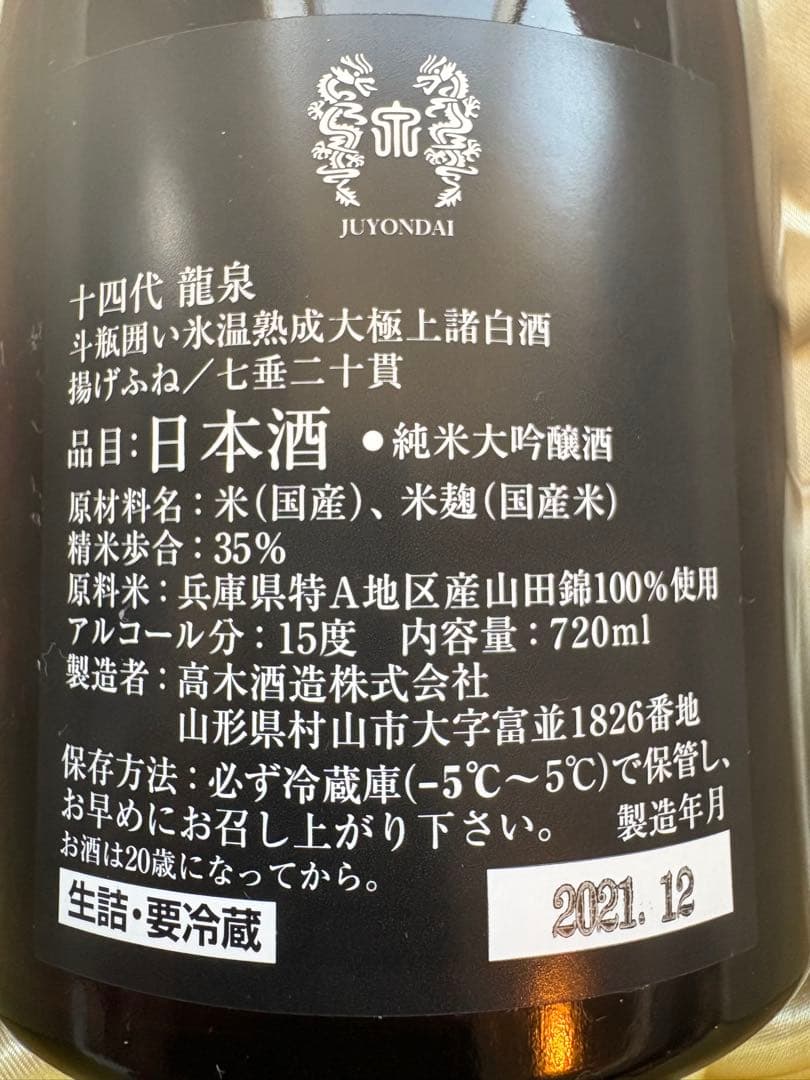 JUYONDAI
十四代 龍泉
斗瓶囲い氷温熟成大極上諸白酒
揚げふね／七垂二十貫
品目：日本酒 ●純米大吟醸酒
原材料名：米（国産）、米麹（国産米）
精米歩合：35%
原料米：兵庫県特A地区産山田錦100%使用
アルコール分：15度 内容量：720ml
製造者：高木酒造株式会社
山形県村山市大字富並1826番地
保存方法：必ず冷蔵庫(-5℃～5℃)で保管し、
お早めにお召し上がり下さい。 製造年月
お酒は20歳になってから。
生詰・要冷蔵 2021.12